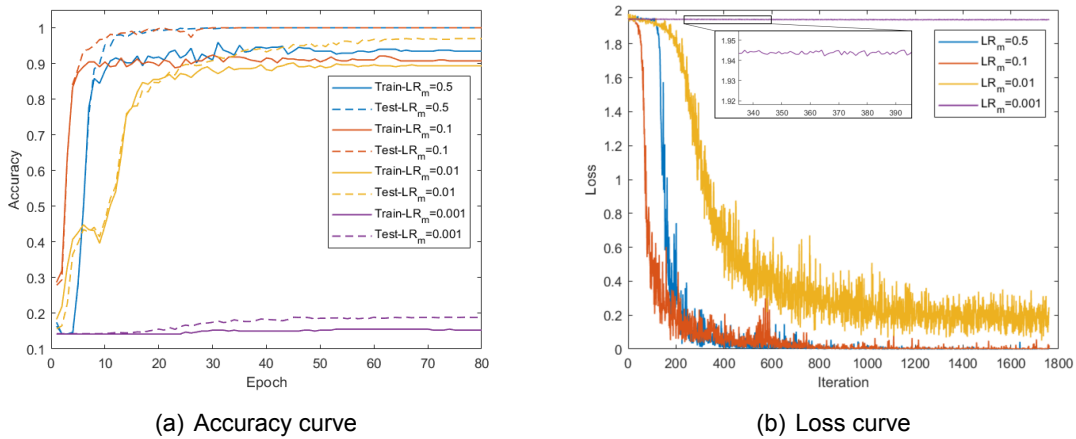 1
0.9
0.8
0.7
0.6
0.5
0.4
0.3
0.2
0.1
Accuracy
0 10 20 30 40 50 60 70 80
Epoch
Train-LRm=0.5
Test-LRm=0.5
Train-LRm=0.1
Test-LRm=0.1
Train-LRm=0.01
Test-LRm=0.01
Train-LRm=0.001
Test-LRm=0.001
(a) Accuracy curve
2
1.8
1.6
1.4
1.2
1
0.8
0.6
0.4
0.2
0
Loss
0 200 400 600 800 1000 1200 1400 1600 1800
Iteration
1.95
1.94
1.93
1.92
340 350 360 370 380 390
LRm=0.5
LRm=0.1
LRm=0.01
LRm=0.001
(b) Loss curve